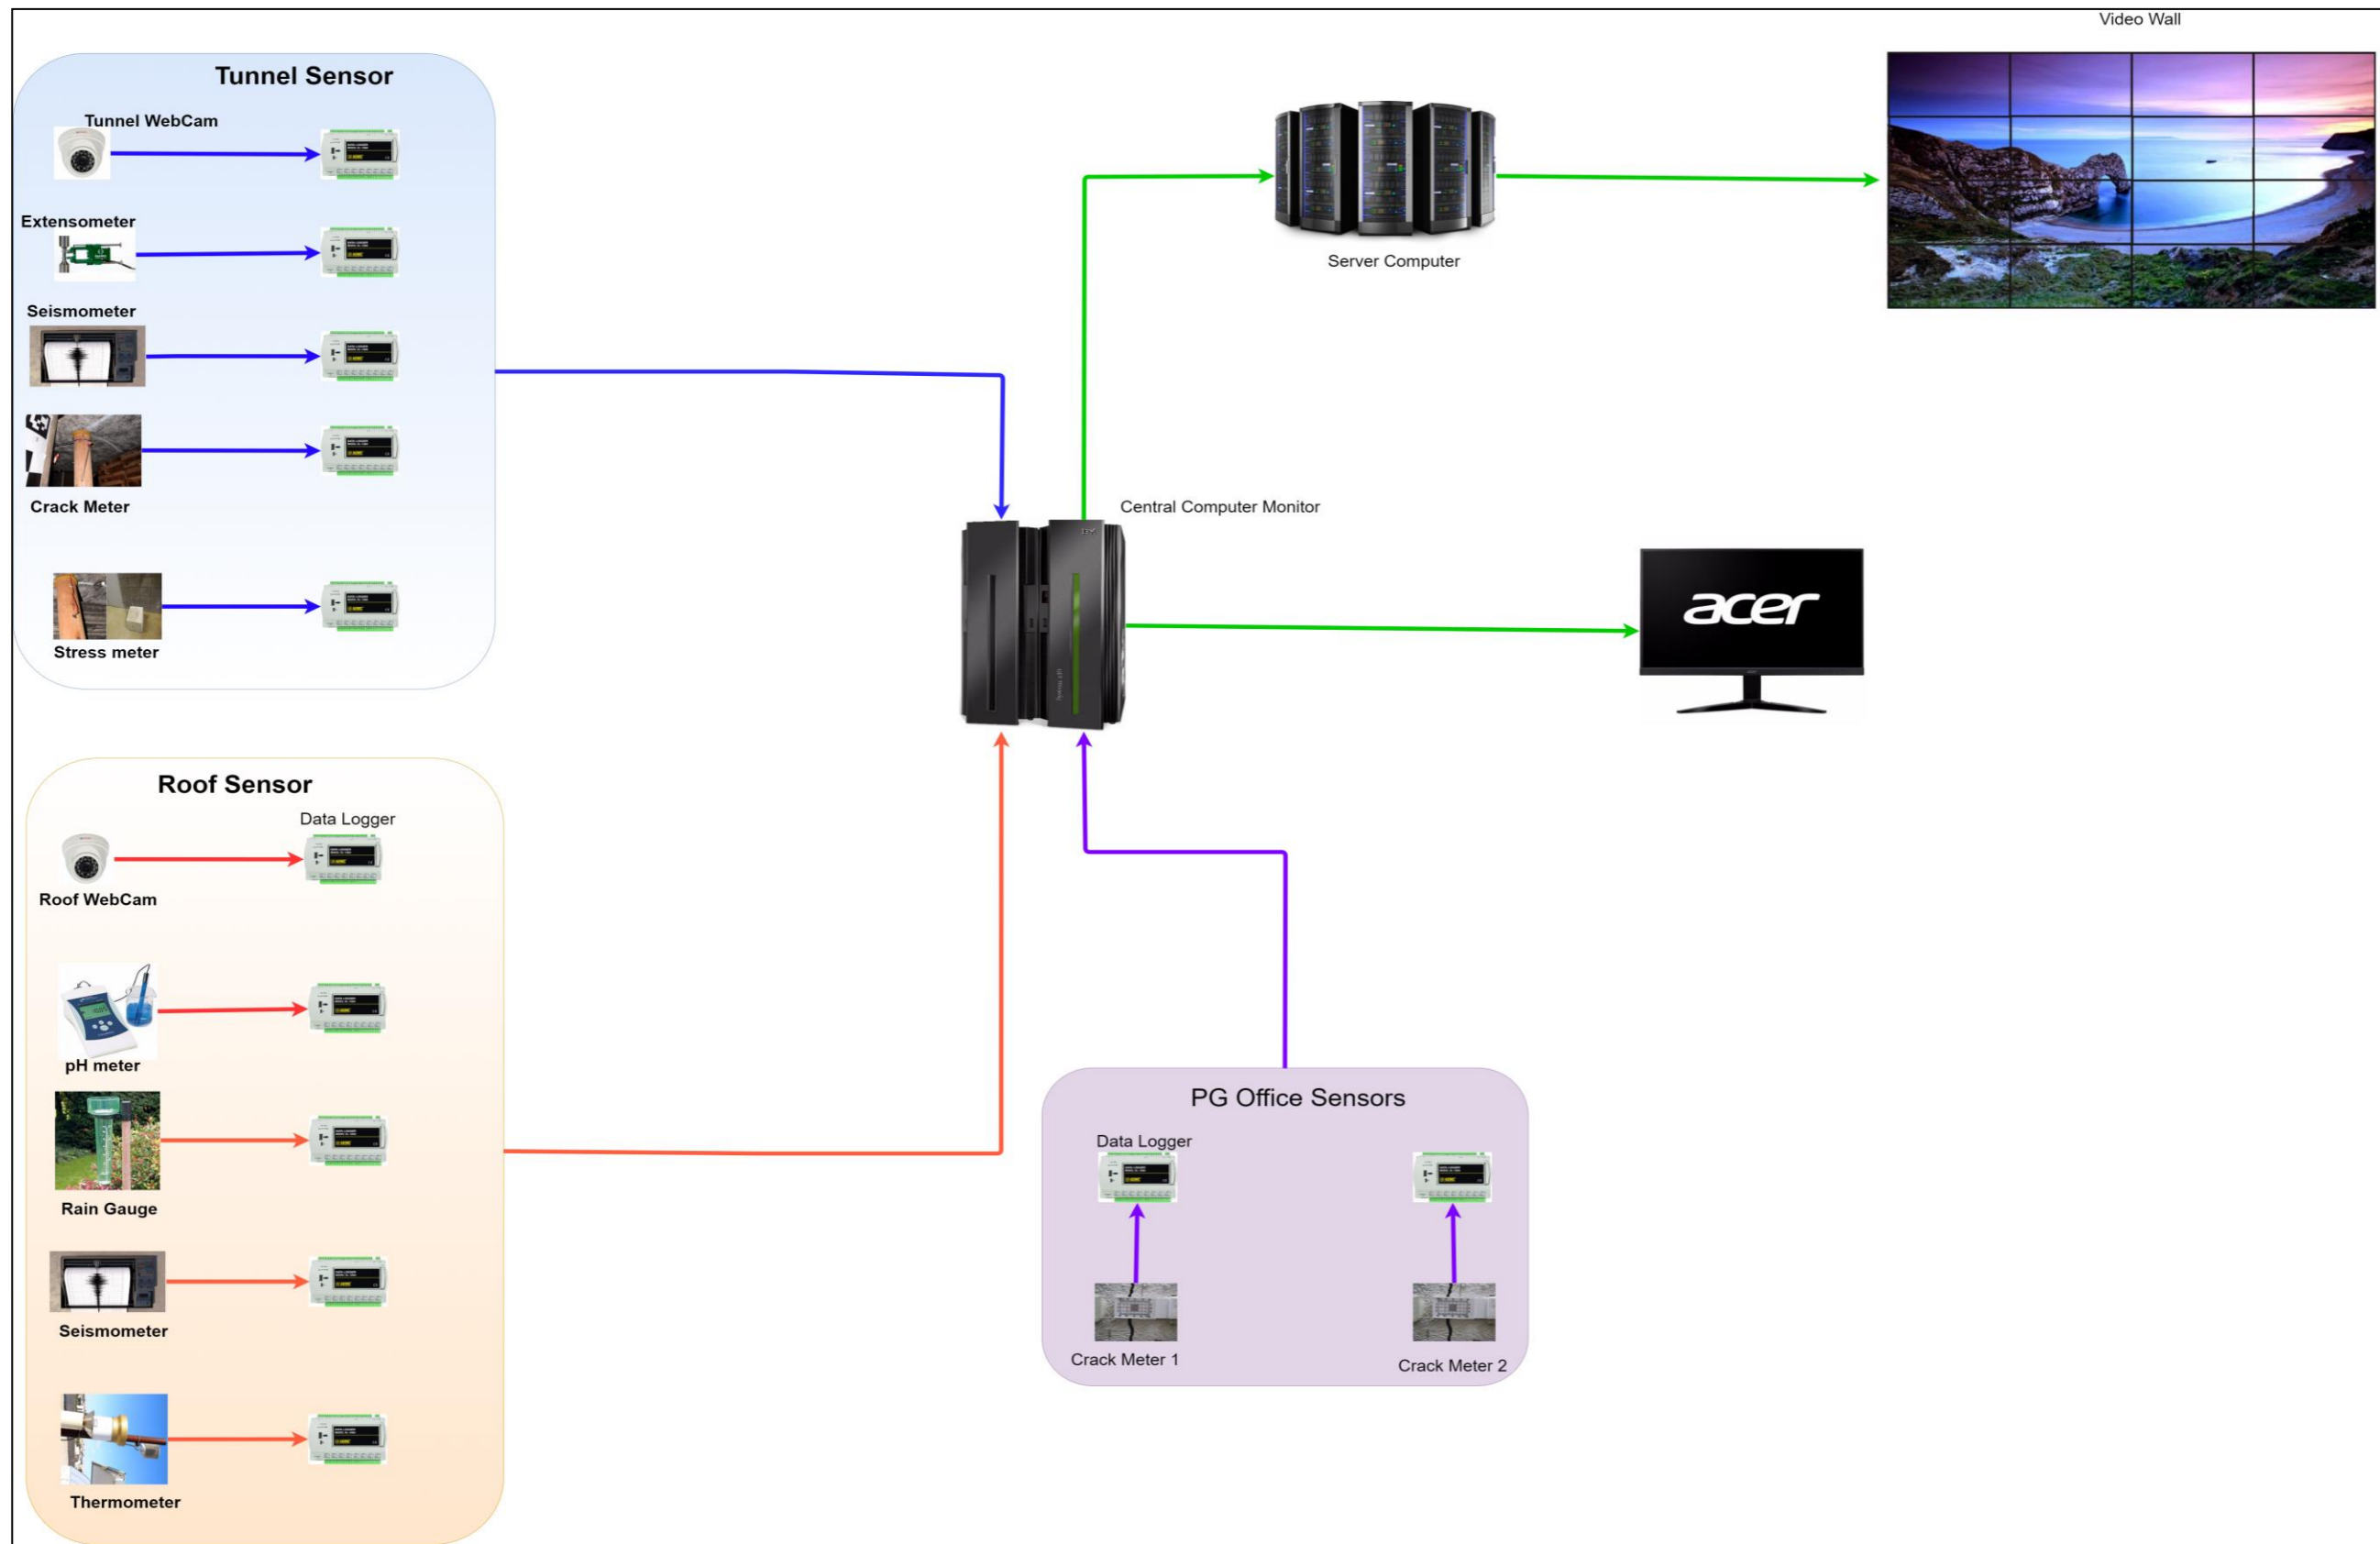 Video Wall
Tunnel Sensor
Tunnel WebCam
Extensometer
Seismometer
Crack Meter
Stress meter
Server Computer
Central Computer Monitor
acer
Roof Sensor
Data Logger
Roof WebCam
pH meter
Rain Gauge
Seismometer
Thermometer
PG Office Sensors
Data Logger
Crack Meter 1
Crack Meter 2